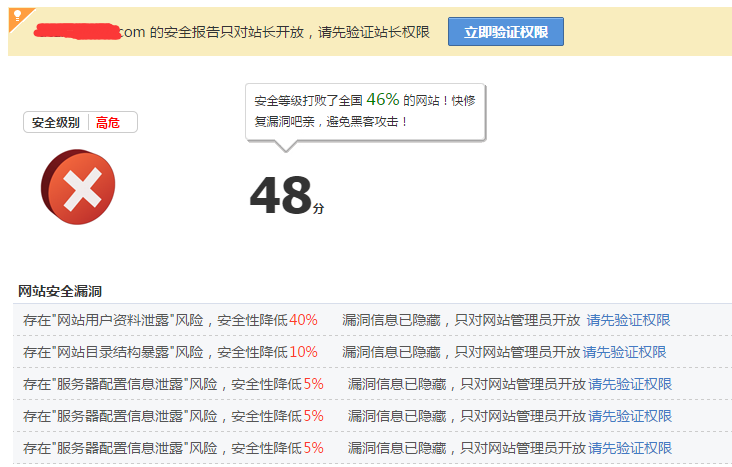 com 的安全报告只对站长开放，请先验证站长权限 立即验证权限
安全等级打败了全国 46% 的网站！快修
复漏洞吧亲，避免黑客攻击！
安全级别 高危
48分
网站安全漏洞
存在"网站用户资料泄露"风险，安全性降低40% 漏洞信息已隐藏，只对网站管理员开放 请先验证权限
存在"网站目录结构暴露"风险，安全性降低10% 漏洞信息已隐藏，只对网站管理员开放 请先验证权限
存在"服务器配置信息泄露"风险，安全性降低5% 漏洞信息已隐藏，只对网站管理员开放 请先验证权限
存在"服务器配置信息泄露"风险，安全性降低5% 漏洞信息已隐藏，只对网站管理员开放 请先验证权限
存在"服务器配置信息泄露"风险，安全性降低5% 漏洞信息已隐藏，只对网站管理员开放 请先验证权限